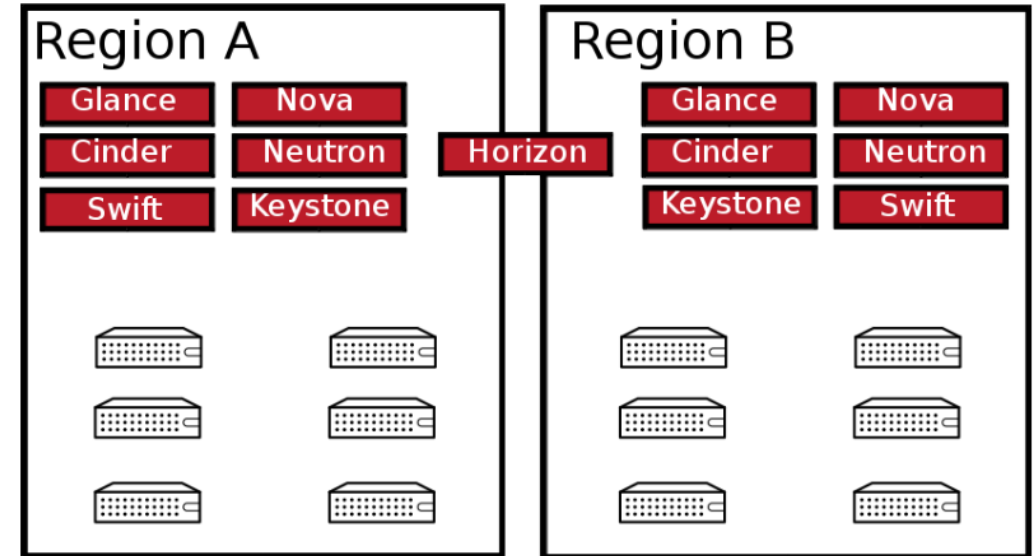 Region A
Glance
Nova
Cinder
Neutron
Swift
Keystone
Horizon
Region B
Glance
Nova
Cinder
Neutron
Keystone
Swift